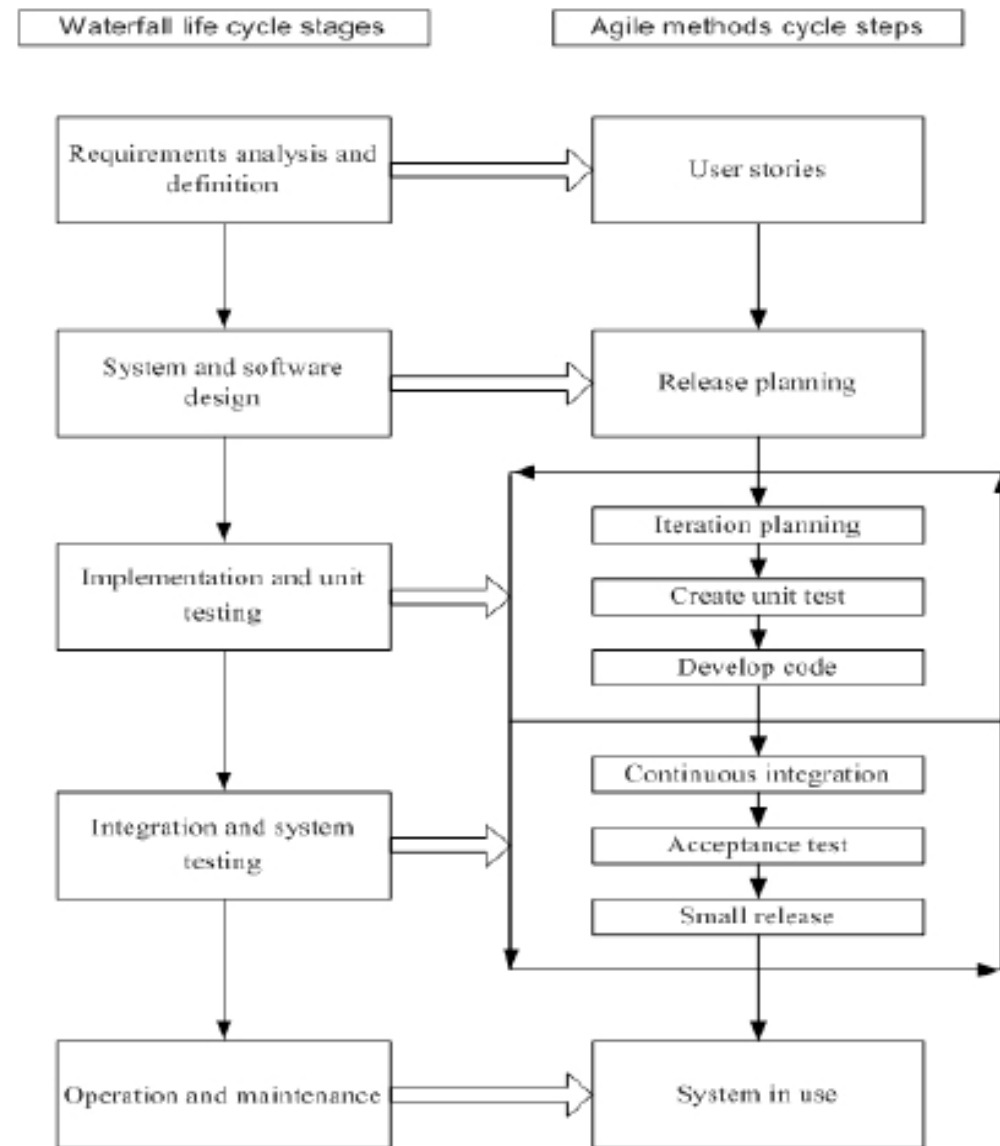 Waterfall life cycle stages
Agile methods cycle steps
Requirements analysis and
definition
User stories
System and software
design
Release planning
Iteration planning
Implementation and unit
testing
Create unit test
Develop code
Continuous integration
Integration and system
testing
Acceptance test
Small release
Operation and maintenance
System in use